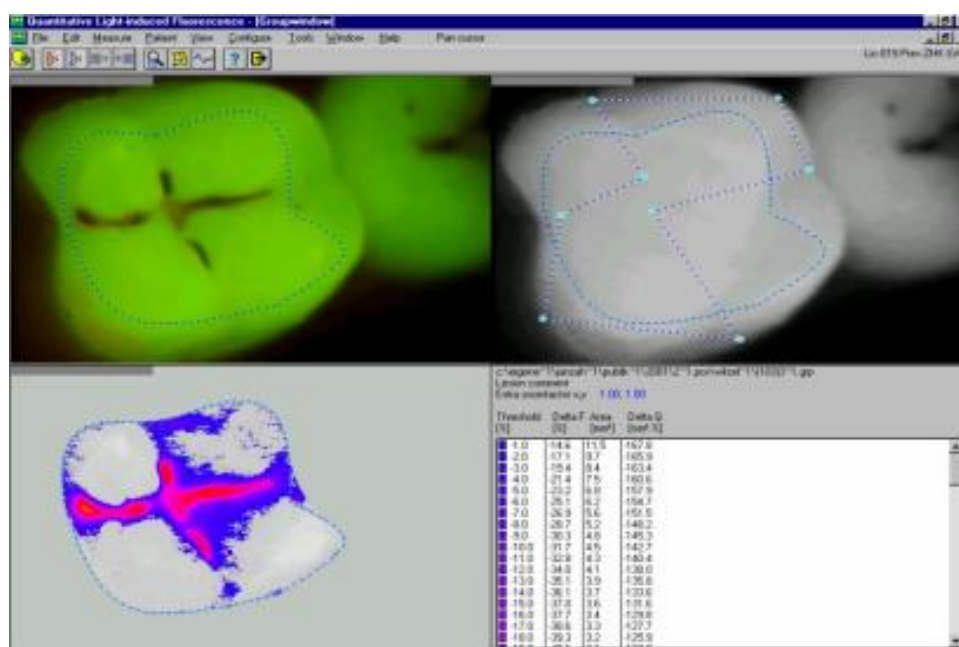 Quantitative Light-induced Fluorescence - [Groupwindow]
File Edit Measure Patient View Configure Tools Window Help Pan cursor
Lesion comment
Extra zoomfactor x,y 1.00, 1.00
Threshold Delta F Area Delta Q
[%] [%] [mm²] [mm².%]
-1.0 -14.6 11.5 -167.8
-2.0 -17.1 9.7 -165.9
-3.0 -19.4 8.4 -163.4
-4.0 -21.4 7.5 -160.6
-5.0 -23.2 6.8 -157.9
-6.0 -25.1 6.2 -154.7
-7.0 -26.9 5.6 -151.5
-8.0 -28.7 5.2 -148.2
-9.0 -30.3 4.8 -145.3
-10.0 -31.7 4.5 -142.7
-11.0 -32.9 4.3 -140.4
-12.0 -34.0 4.1 -138.0
-13.0 -35.1 3.9 -135.8
-14.0 -36.1 3.7 -133.6
-15.0 3.6 -131.6
-16.0 -37.7 3.4 -129.8
-17.0 -38.6 3.3 -127.7
-18.0 -39.3 3.2 -125.9